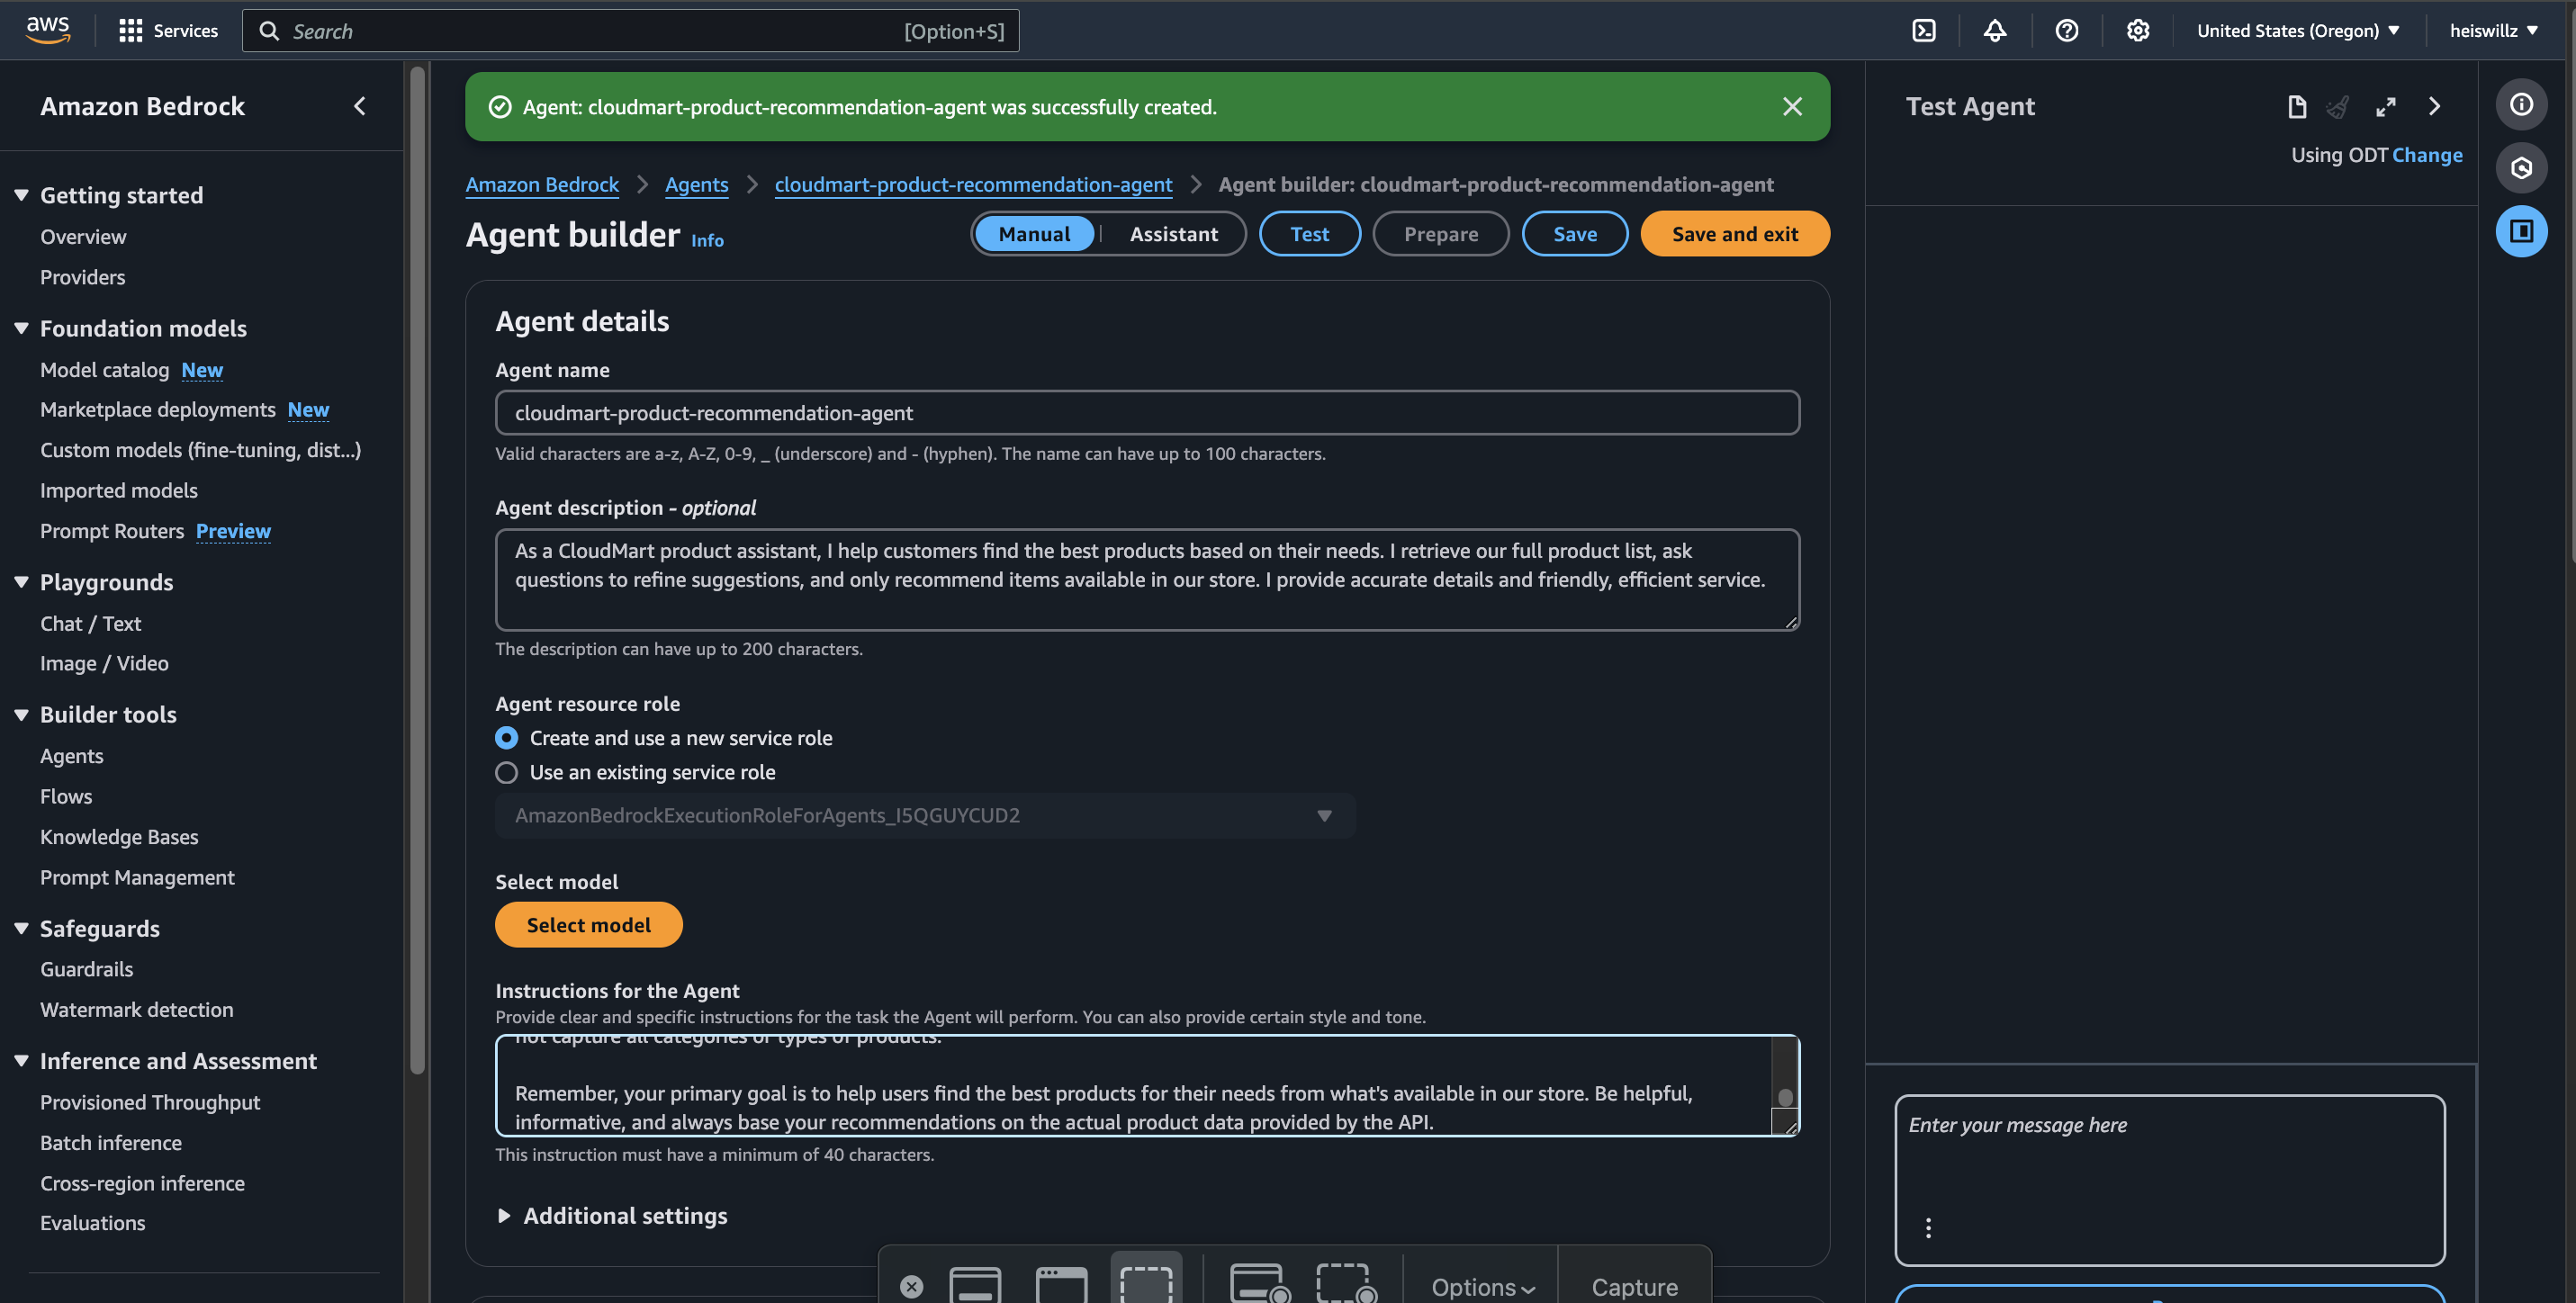 aws
Services
Search
[Option+S]
United States (Oregon)
heiswillz
Amazon Bedrock
Getting started
Overview
Providers
Foundation models
Model catalog New
Marketplace deployments New
Custom models (fine-tuning, dist...)
Imported models
Prompt Routers Preview
Playgrounds
Chat / Text
Image / Video
Builder tools
Agents
Flows
Knowledge Bases
Prompt Management
Safeguards
Guardrails
Watermark detection
Inference and Assessment
Provisioned Throughput
Batch inference
Cross-region inference
Evaluations
Agent: cloudmart-product-recommendation-agent was successfully created.
Amazon Bedrock > Agents > cloudmart-product-recommendation-agent > Agent builder: cloudmart-product-recommendation-agent
Agent builder Info
Manual | Assistant
Test
Prepare
Save
Save and exit
Agent details
Agent name
cloudmart-product-recommendation-agent
Valid characters are a-z, A-Z, 0-9, _ (underscore) and - (hyphen). The name can have up to 100 characters.
Agent description - optional
As a CloudMart product assistant, I help customers find the best products based on their needs. I retrieve our full product list, ask
questions to refine suggestions, and only recommend items available in our store. I provide accurate details and friendly, efficient service.
The description can have up to 200 characters.
Agent resource role
Create and use a new service role
Use an existing service role
AmazonBedrockExecutionRoleForAgents_I5QGUYCUD2
Select model
Select model
Instructions for the Agent
Provide clear and specific instructions for the task the Agent will perform. You can also provide certain style and tone.
not capture all categories or types of products.
Remember, your primary goal is to help users find the best products for their needs from what's available in our store. Be helpful,
informative, and always base your recommendations on the actual product data provided by the API.
This instruction must have a minimum of 40 characters.
Additional settings
Options
Capture
Test Agent
Using ODT Change
Enter your message here